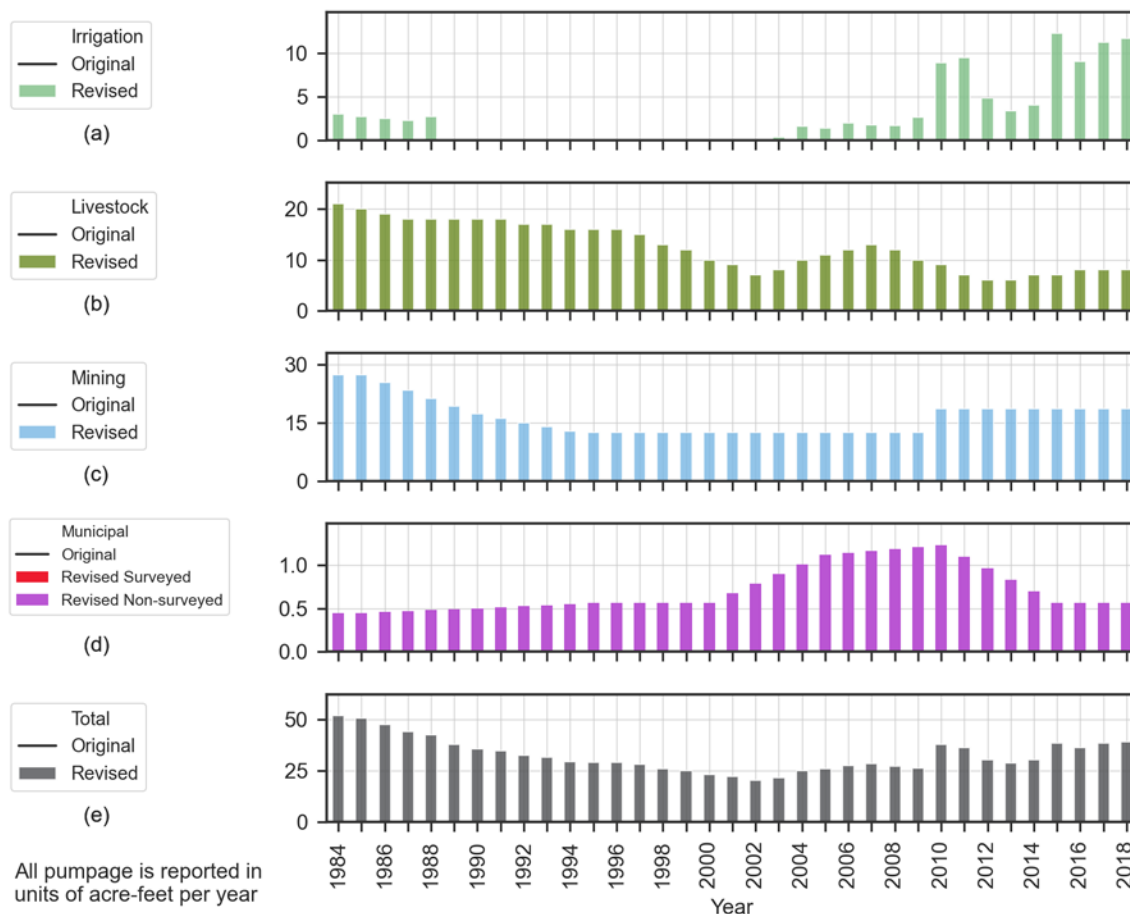 Irrigation
Original
Revised
(a)
10
5
0
Livestock
Original
Revised
(b)
20
10
0
Mining
Original
Revised
(c)
30
15
0
Municipal
Original
Revised Surveyed
Revised Non-surveyed
(d)
1.0
0.5
0.0
Total
Original
Revised
(e)
50
25
0
1984 1986 1988 1990 1992 1994 1996 1998 2000 2002 2004 2006 2008 2010 2012 2014 2016 2018
Year
All pumpage is reported in
units of acre-feet per year